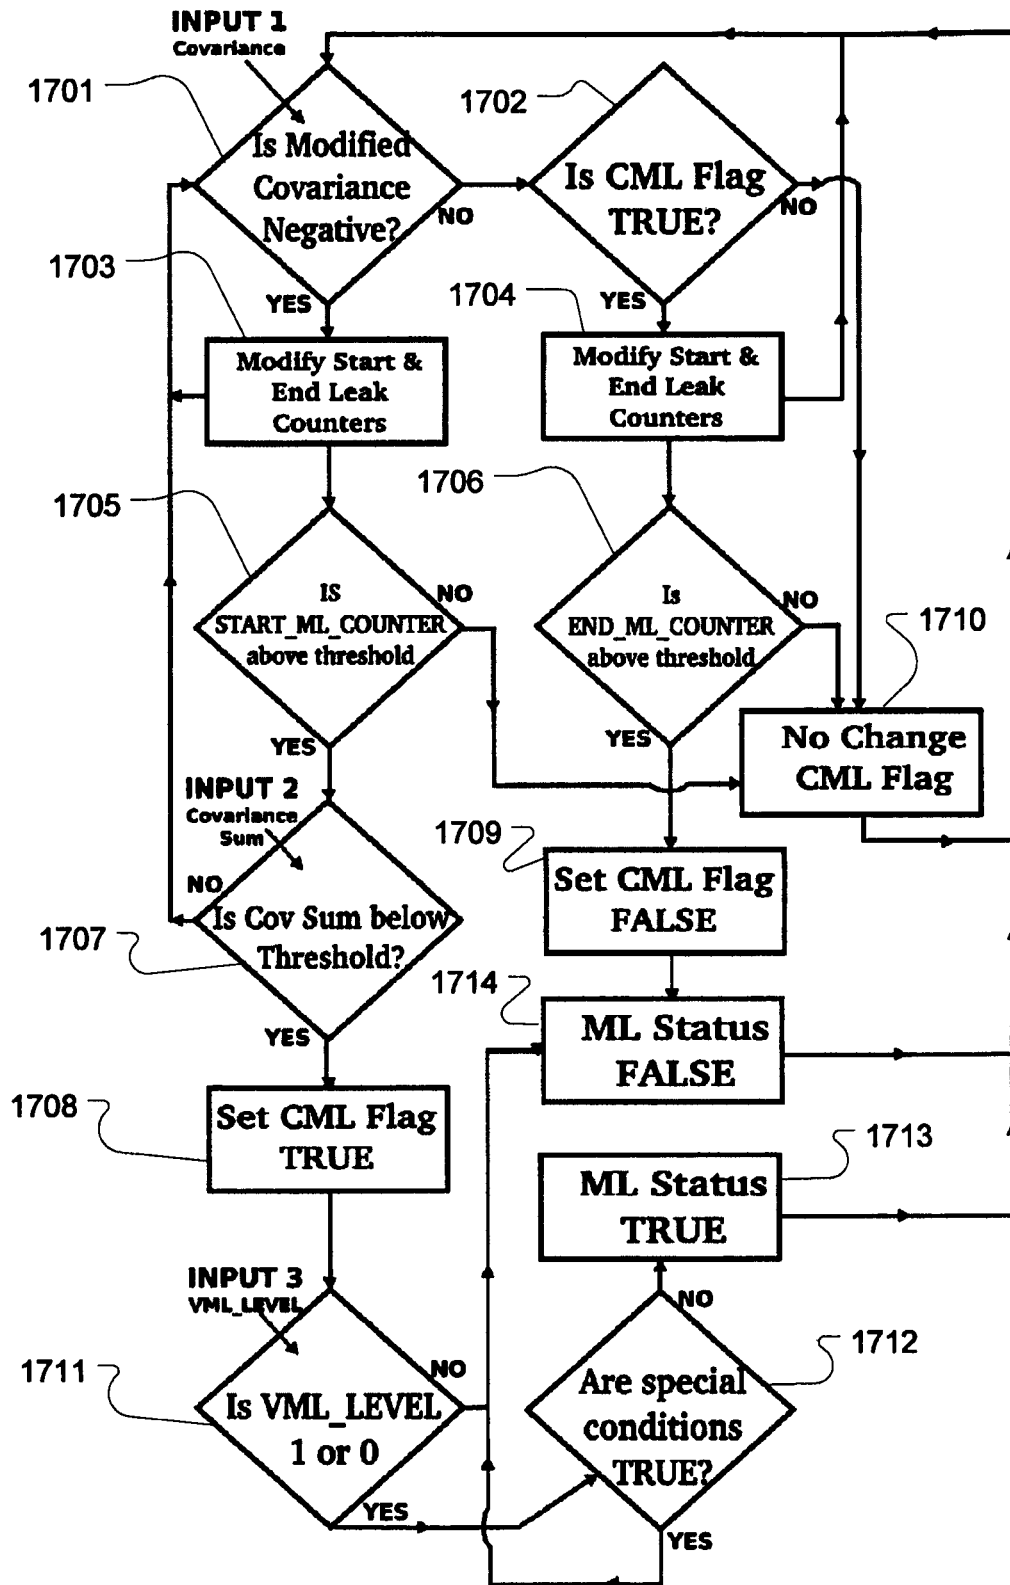 INPUT 1
Covariance
1701
Is Modified
Covariance
Negative?
NO
YES
1702
Is CML Flag
TRUE?
NO
YES
1703
Modify Start &
End Leak
Counters
1704
Modify Start &
End Leak
Counters
1705
IS
START_ML_COUNTER
above threshold
NO
YES
1706
Is
END_ML_COUNTER
above threshold
NO
YES
1710
No Change
CML Flag
INPUT 2
Covariance
Sum
NO
Is Cov Sum below
Threshold?
1707
YES
1709
Set CML Flag
FALSE
1714
ML Status
FALSE
1708
Set CML Flag
TRUE
1713
ML Status
TRUE
INPUT 3
VML_LEVEL
1711
Is VML_LEVEL
1 or 0
NO
YES
NO
1712
Are special
conditions
TRUE?
YES